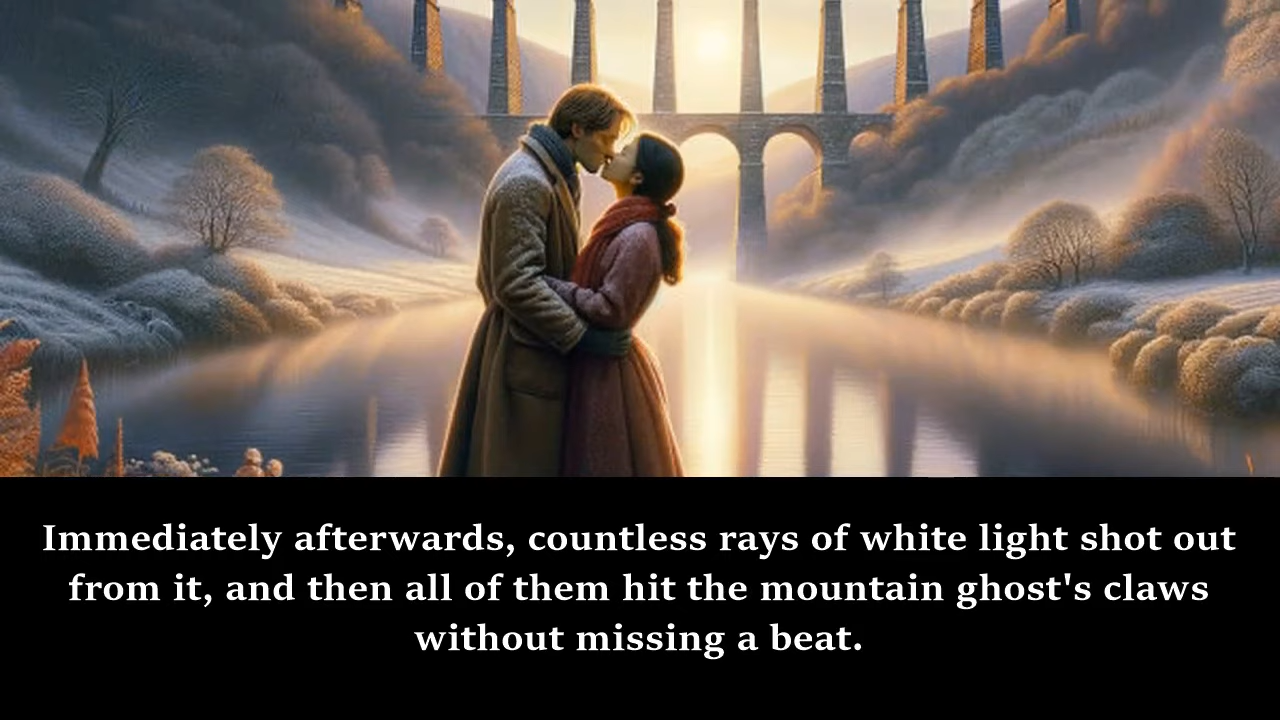 Immediately afterwards, countless rays of white light shot out
from it, and then all of them hit the mountain ghost's claws
without missing a beat.